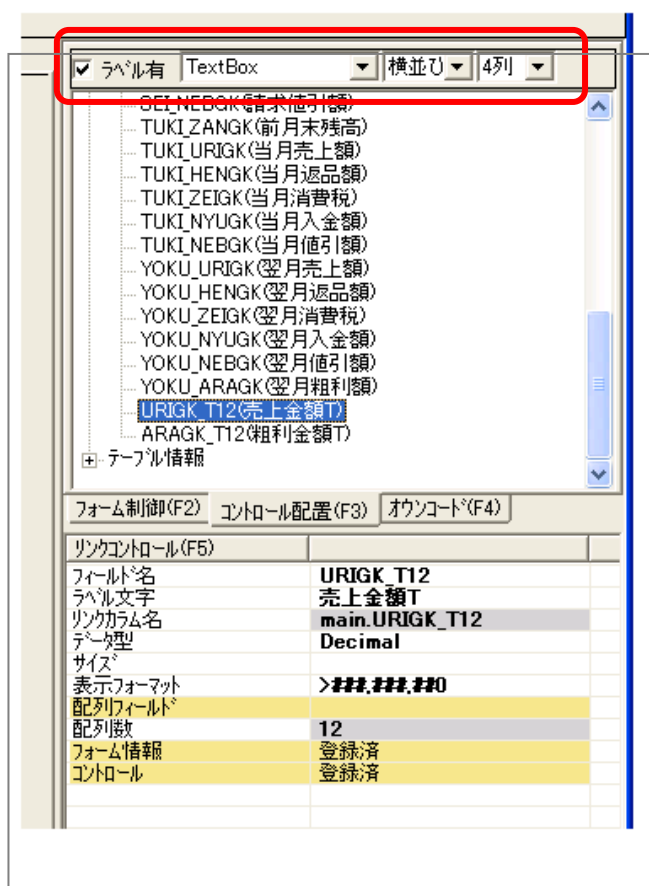 ラベル有 TextBox 横並び 4列
SEI_NEBGK(請求値引額)
TUKI_ZANGK(前月末残高)
TUKI_URIGK(当月売上額)
TUKI_HENGK(当月返品額)
TUKI_ZEIGK(当月消費税)
TUKI_NYUGK(当月入金額)
TUKI_NEBGK(当月値引額)
YOKU_URIGK(翌月売上額)
YOKU_HENGK(翌月返品額)
YOKU_ZEIGK(翌月消費税)
YOKU_NYUGK(翌月入金額)
YOKU_NEBGK(翌月値引額)
YOKU_ARAGK(翌月粗利額)
URIGK_T12(売上金額T)
ARAGK_T12(粗利金額T)
テーブル情報
フォーム制御(F2) コントロール配置(F3) オウンコード(F4)
リンクコントロール(F5)
フィールド名 URIGK_T12
ラベル文字 売上金額T
リンクカラム名 main.URIGK_T12
データ型 Decimal
サイズ
表示フォーマット >###,###,##0
配列フィールド
配列数 12
フォーム情報 登録済
コントロール 登録済